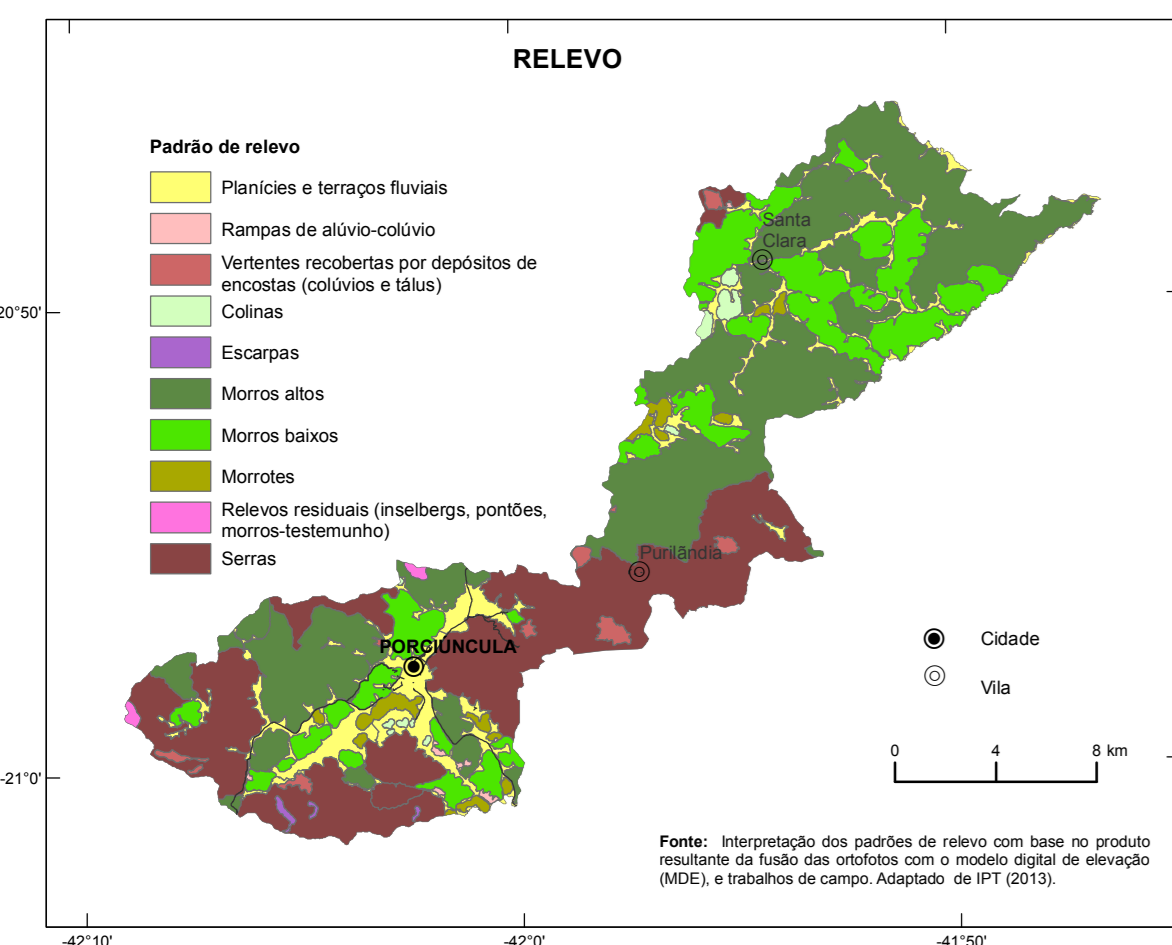 RELEVO
Padrão de relevo
Planícies e terraços fluviais
Rampas de alúvio-colúvio
Vertentes recobertas por depósitos de
encostas (colúvios e tálus)
Colinas
Escarpas
Morros altos
Morros baixos
Morrotes
Relevos residuais (inselbergs, pontões,
morros-testemunho)
Serras
Santa
Clara
Purilândia
PORCIÚNCULA
20°50'
-21°0'
Cidade
Vila
0 4 8 km
Fonte: Interpretação dos padrões de relevo com base no produto
resultante da fusão das ortofotos com o modelo digital de elevação
(MDE), e trabalhos de campo. Adaptado de IPT (2013).
-42°10' -42°0' -41°50'